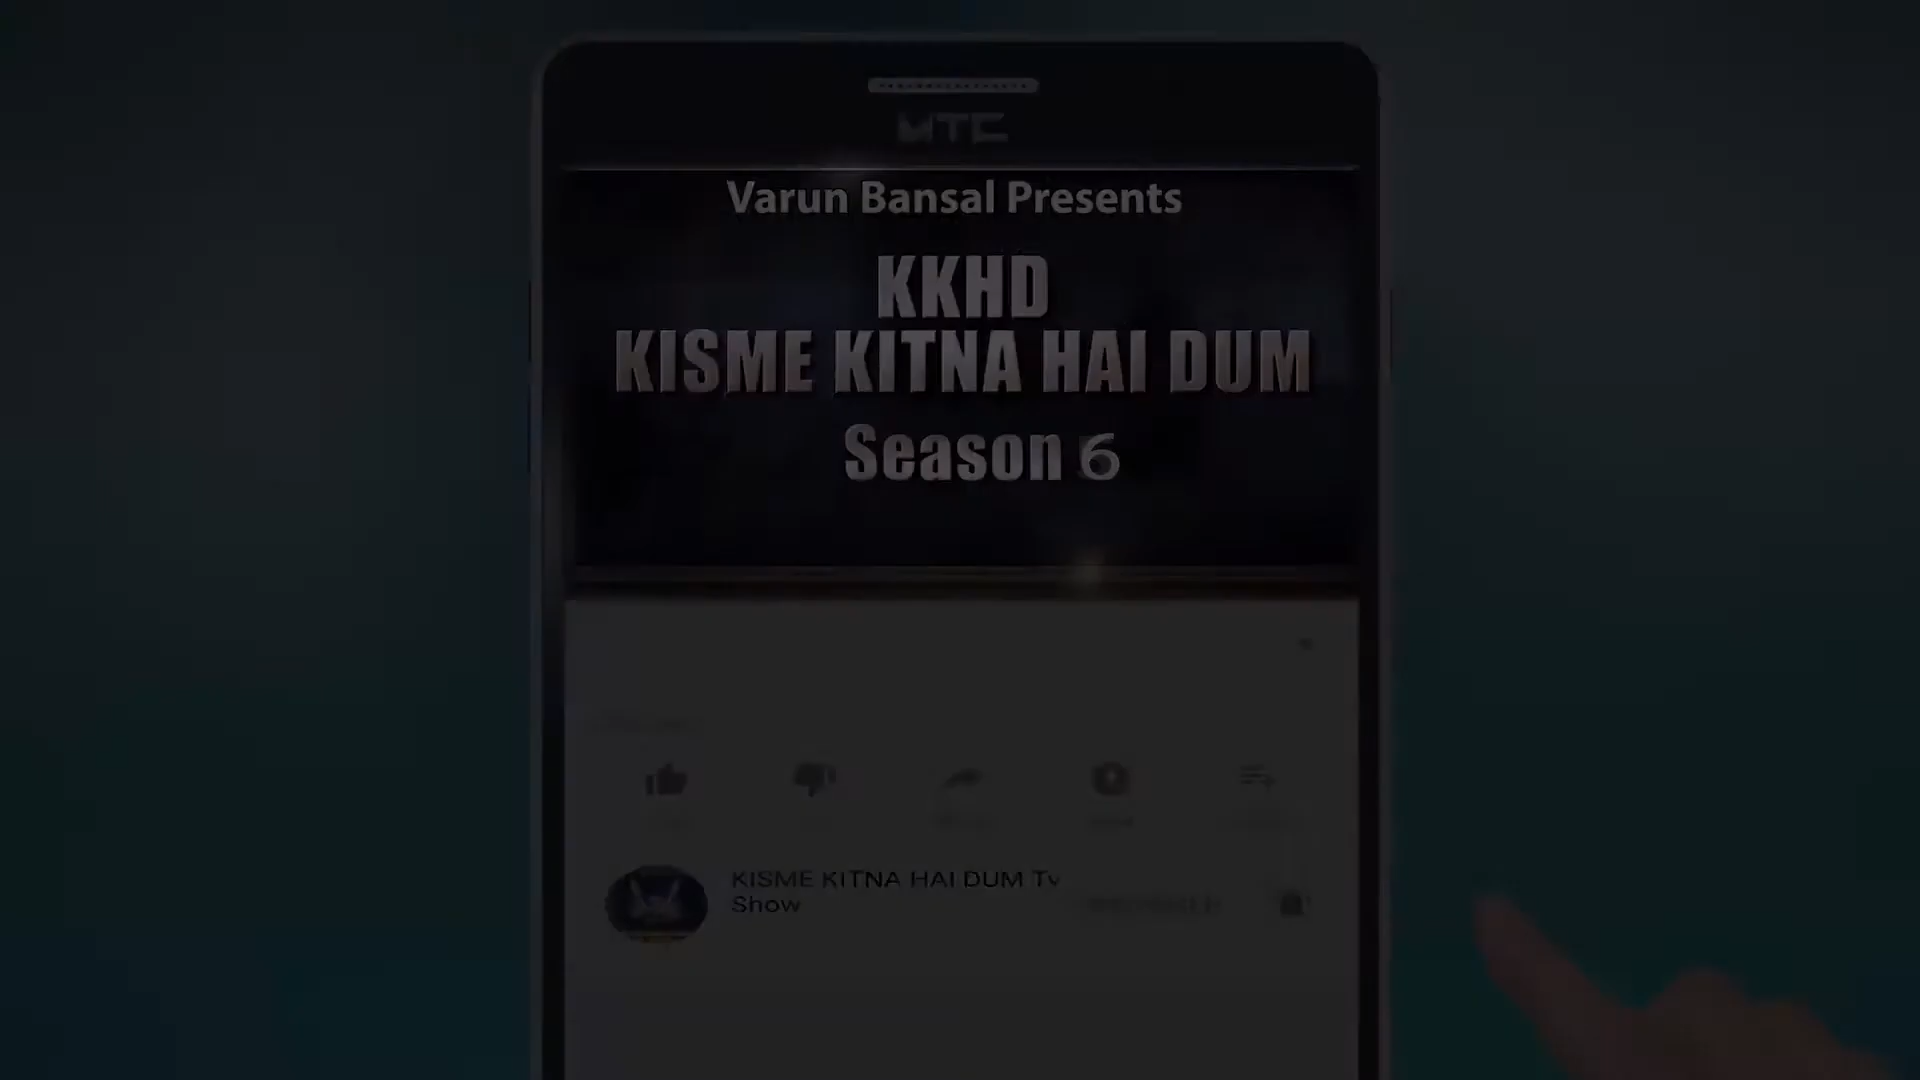 MTC
Varun Bansal Presents
KKHD
KISME KITNA HAI DUM
Season 6
KISME KITNA HAI DUM Tv
Show